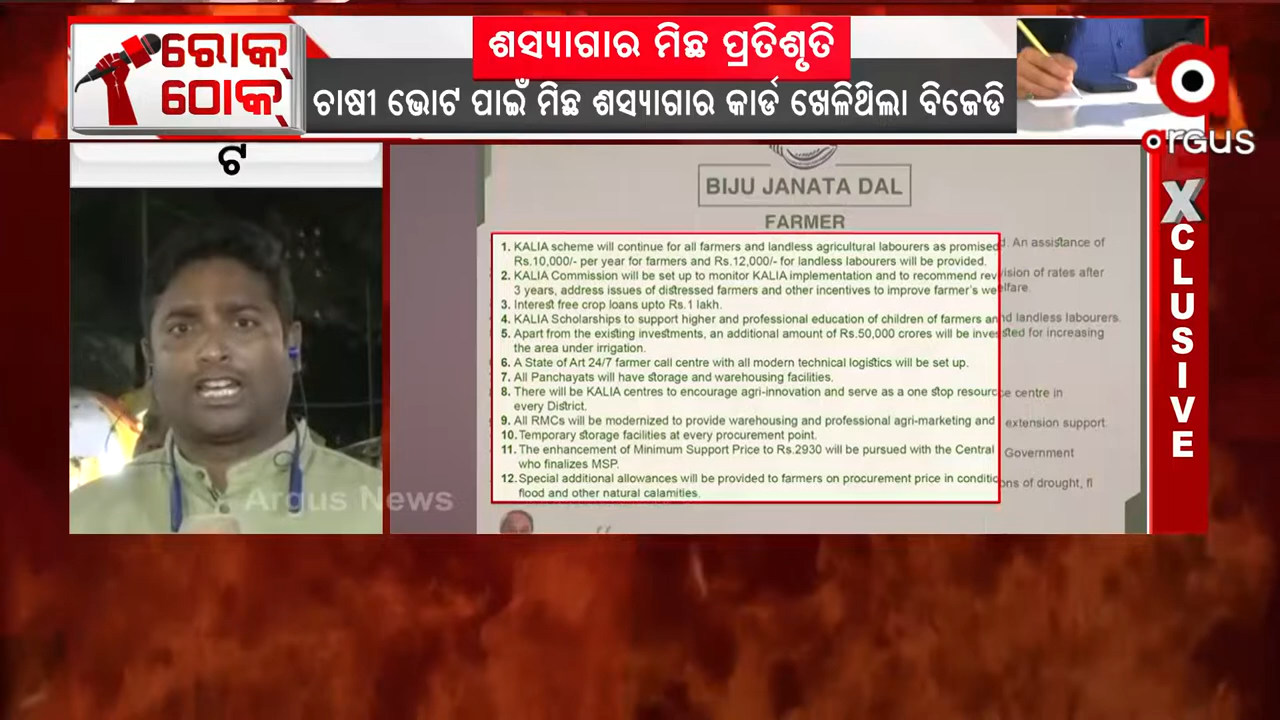 ରୋକ୍
ଠୋକ୍
ଶସ୍ୟାଗାର ମିଛ ପ୍ରତିଶୃତି
ଚାଷୀ ଭୋଟ ପାଇଁ ମିଛ ଶସ୍ୟାଗାର କାର୍ଡ ଖେଳିଥିଲା ବିଜେଡି
argus
ଟ
EXCLUSIVE
BIJU JANATA DAL
FARMER
1. KALIA scheme will continue for all farmers and landless agricultural labourers as promised. An assistance of
Rs.10,000/- per year for farmers and Rs.12,000/- for landless labourers will be provided.
2. KALIA Commission will be set up to monitor KALIA implementation and to recommend revision of rates after
3 years, address issues of distressed farmers and other incentives to improve farmer's welfare.
3. Interest free crop loans upto Rs.1 lakh.
4. KALIA Scholarships to support higher and professional education of children of farmers and landless labourers.
5. Apart from the existing investments, an additional amount of Rs.50,000 crores will be invested for increasing
the area under irrigation.
6. A State of Art 24/7 farmer call centre with all modern technical logistics will be set up.
7. All Panchayats will have storage and warehousing facilities.
8. There will be KALIA centres to encourage agri-innovation and serve as a one stop resource centre in
every District.
9. All RMCs will be modernized to provide warehousing and professional agri-marketing and extension support.
10. Temporary storage facilities at every procurement point.
11. The enhancement of Minimum Support Price to Rs.2930 will be pursued with the Central Government
who finalizes MSP.
12. Special additional allowances will be provided to farmers on procurement price in conditions of drought, fl
flood and other natural calamities.
Argus News